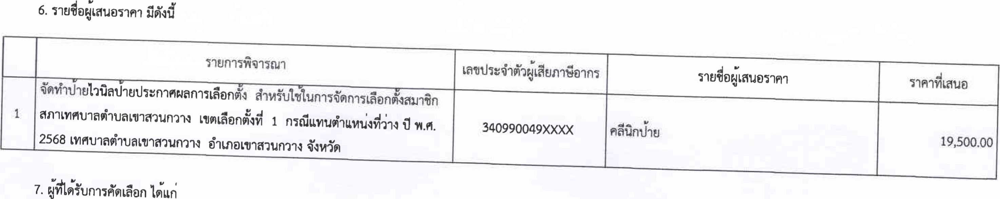 6. รายชื่อผู้เสนอราคา มีดังนี้
รายการพิจารณา
เลขประจำตัวผู้เสียภาษีอากร
รายชื่อผู้เสนอราคา
ราคาที่เสนอ
1
จัดทำป้ายไวนิลป้ายประกาศผลการเลือกตั้ง สำหรับใช้ในการจัดการเลือกตั้งสมาชิก
สภาเทศบาลตำบลเขาสวนกวาง เขตเลือกตั้งที่ 1 กรณีแทนตำแหน่งที่ว่าง ปี พ.ศ.
2568 เทศบาลตำบลเขาสวนกวาง อำเภอเขาสวนกวาง จังหวัด
340990049XXXX
คลีนิกป้าย
19,500.00
7. ผู้ที่ได้รับการคัดเลือก ได้แก่